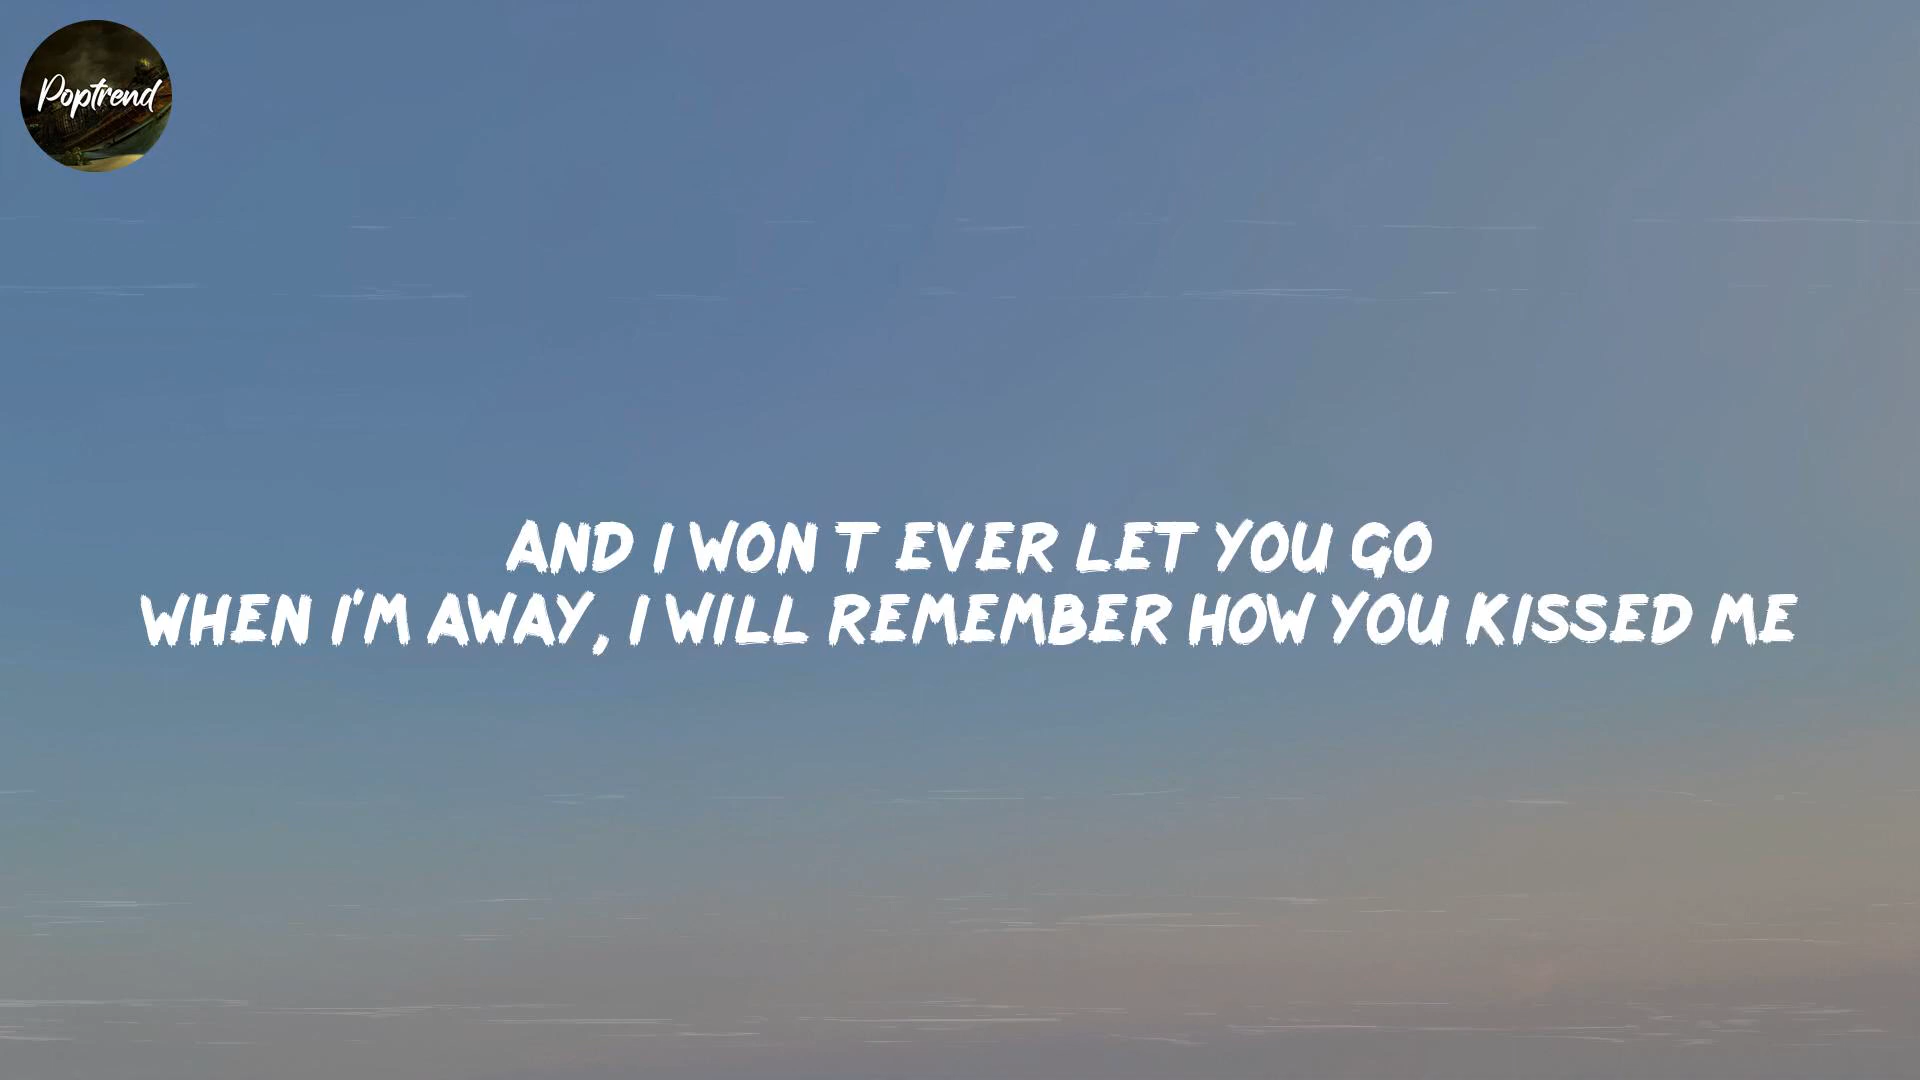 Poptrend
AND I WON T EVER LET YOU GO
WHEN I'M AWAY, I WILL REMEMBER HOW YOU KISSED ME